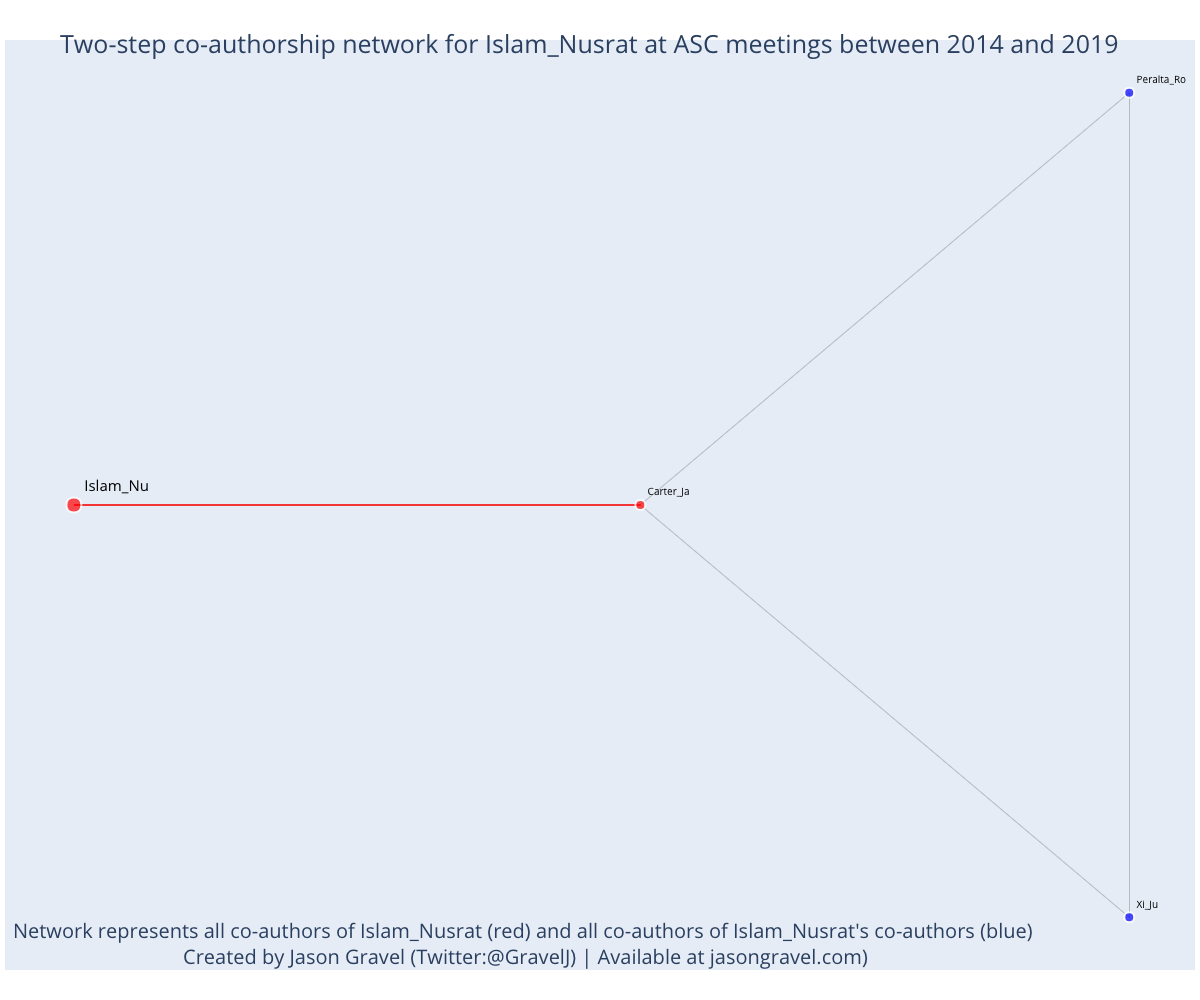 Two-step co-authorship network for Islam_Nusrat at ASC meetings between 2014 and 2019
Peralta_Ro
Islam_Nu
Carter_Ja
Xi_Ju
Network represents all co-authors of Islam_Nusrat (red) and all co-authors of Islam_Nusrat's co-authors (blue)
Created by Jason Gravel (Twitter:@GravelJ) | Available at jasongravel.com)